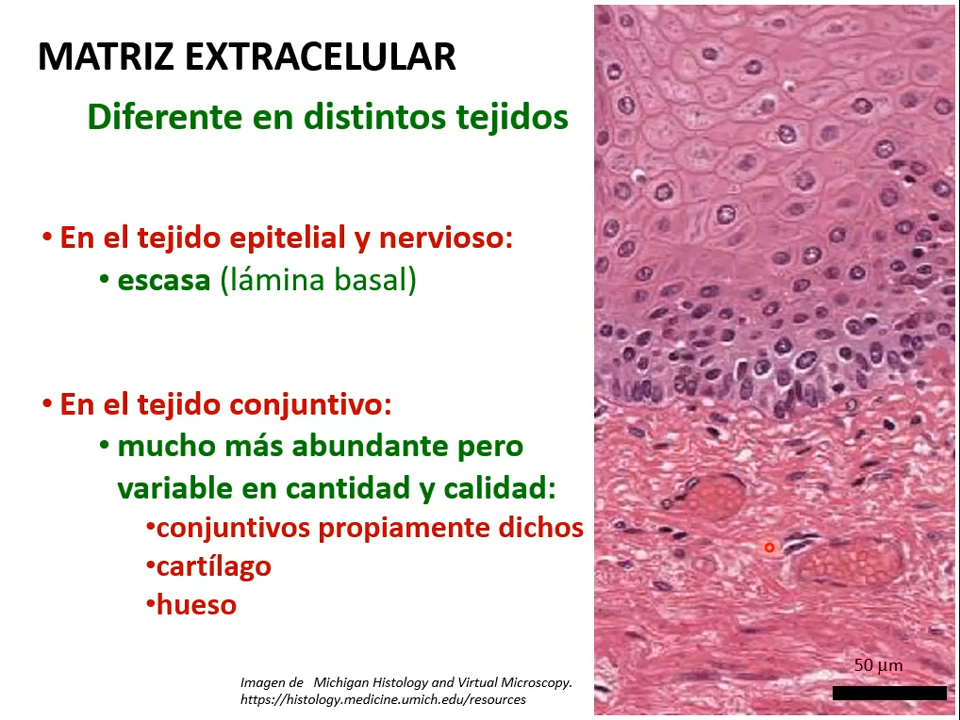 MATRIZ EXTRACELULAR
Diferente en distintos tejidos
• En el tejido epitelial y nervioso:
• escasa (lámina basal)
• En el tejido conjuntivo:
• mucho más abundante pero
variable en cantidad y calidad:
•conjuntivos propiamente dichos
•cartílago
•hueso
50 µm
Imagen de Michigan Histology and Virtual Microscopy.
https://histology.medicine.umich.edu/resources